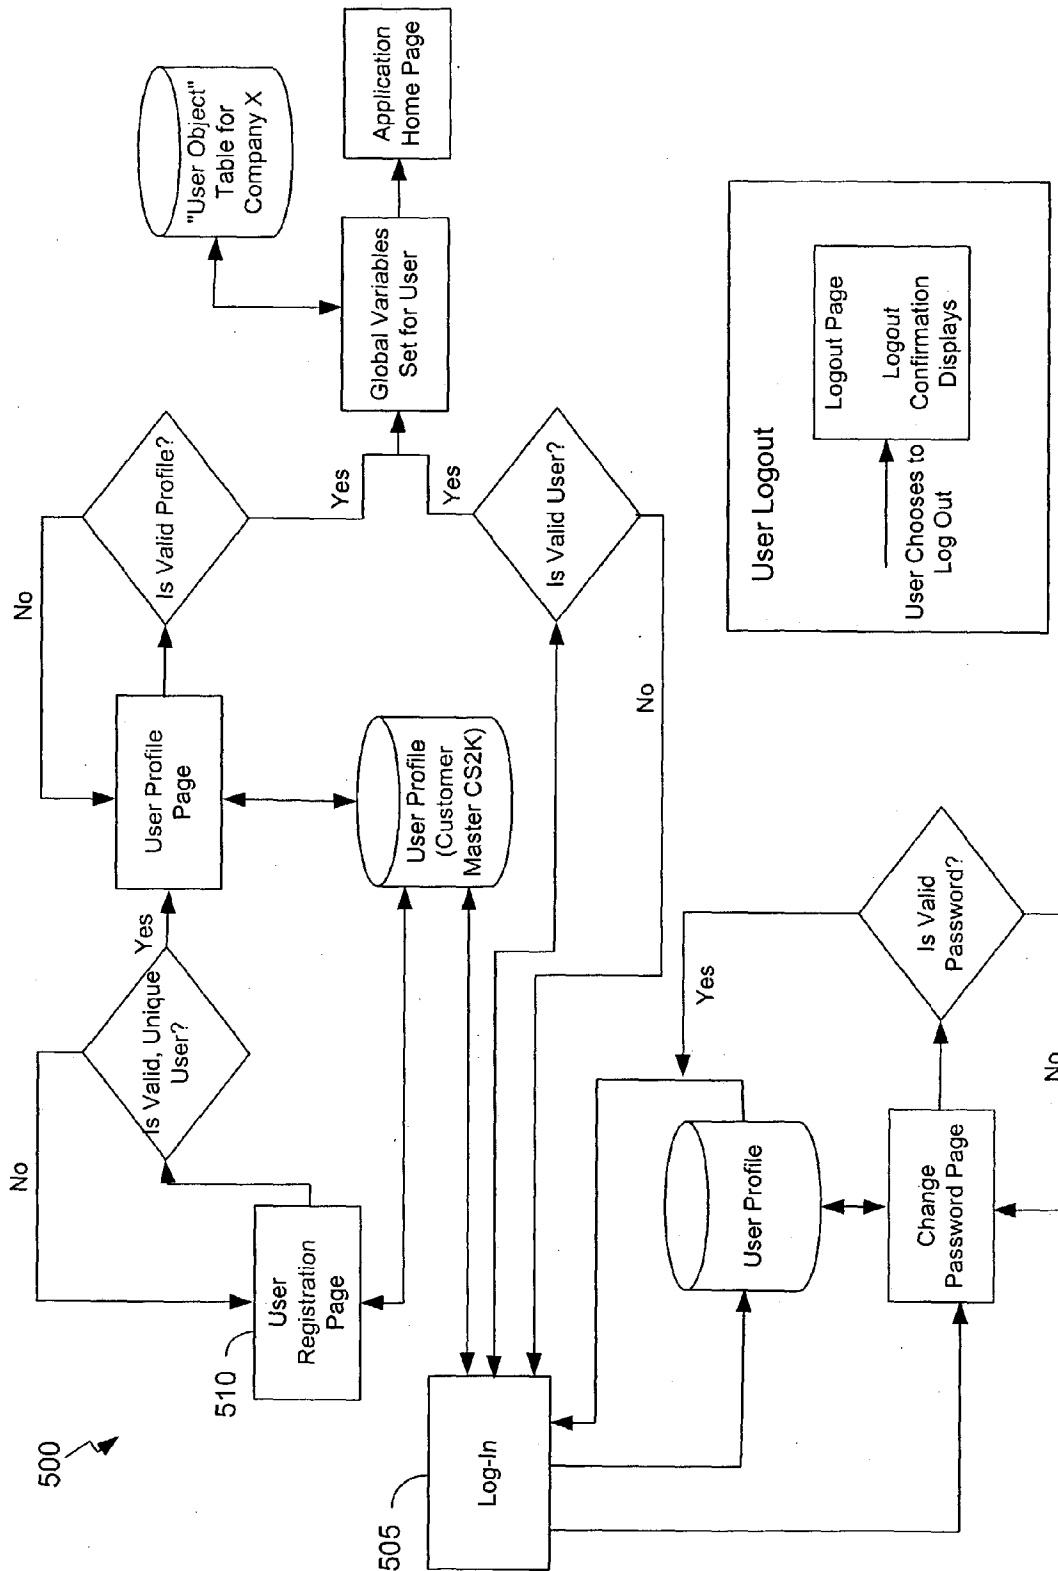 500
510
User
Registration
Page
No
Is Valid, Unique
User?
Yes
User Profile
Page
No
Is Valid Profile?
Yes
"User Object"
Table for
Company X
Global Variables
Set for User
Application
Home Page
User Profile
(Customer
Master CS2K)
505
Log-In
Is Valid User?
Yes
No
User Profile
Change
Password Page
Is Valid
Password?
Yes
No
User Logout
User Chooses to
Log Out
Logout Page
Logout
Confirmation
Displays